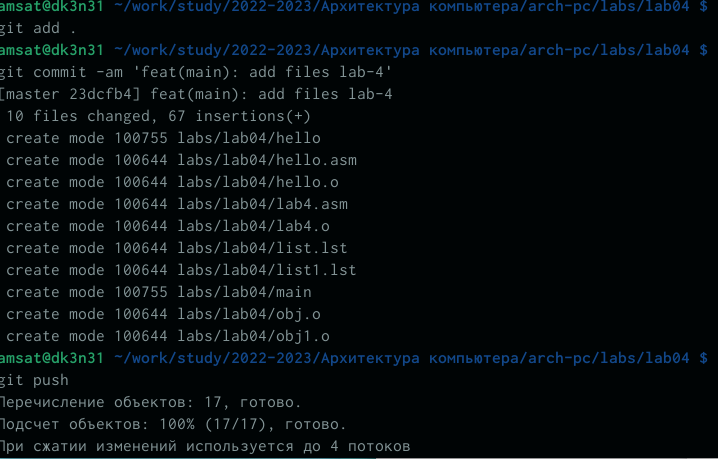 amsat@dk3n31 ~/work/study/2022-2023/Архитектура компьютера/arch-pc/labs/lab04 $
git add .
amsat@dk3n31 ~/work/study/2022-2023/Архитектура компьютера/arch-pc/labs/lab04 $
git commit -am 'feat(main): add files lab-4'
[master 23dcfb4] feat(main): add files lab-4
10 files changed, 67 insertions(+)
create mode 100755 labs/lab04/hello
create mode 100644 labs/lab04/hello.asm
create mode 100644 labs/lab04/hello.o
create mode 100644 labs/lab04/lab4.asm
create mode 100644 labs/lab04/lab4.o
create mode 100644 labs/lab04/list.lst
create mode 100644 labs/lab04/list1.lst
create mode 100755 labs/lab04/main
create mode 100644 labs/lab04/obj.o
create mode 100644 labs/lab04/obj1.o
amsat@dk3n31 ~/work/study/2022-2023/Архитектура компьютера/arch-pc/labs/lab04 $
git push
Перечисление объектов: 17, готово.
Подсчет объектов: 100% (17/17), готово.
При сжатии изменений используется до 4 потоков